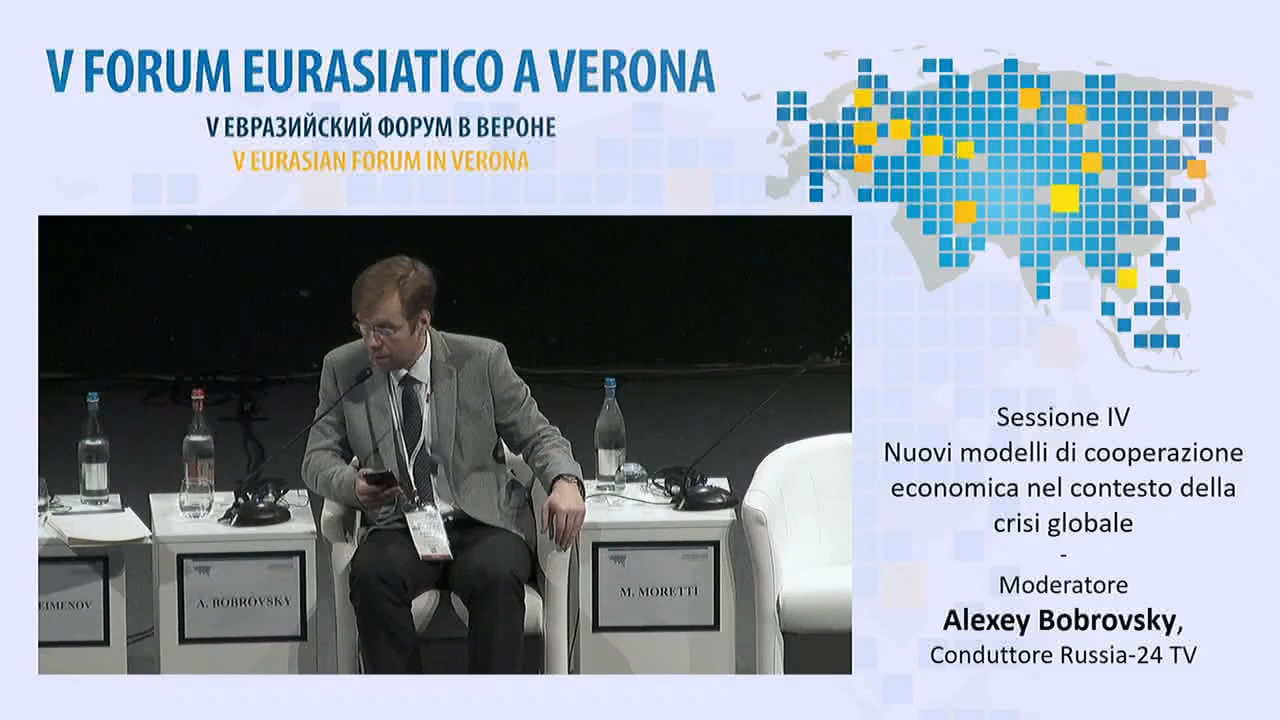 V FORUM EURASIATICO A VERONA
V ЕВРАЗИЙСКИЙ ФОРУМ В ВЕРОНЕ
V EURASIAN FORUM IN VERONA
EIMENOV
A. BOBROVSKY
M. MORETTI
Sessione IV
Nuovi modelli di cooperazione
economica nel contesto della
crisi globale
-
Moderatore
Alexey Bobrovsky,
Conduttore Russia-24 TV